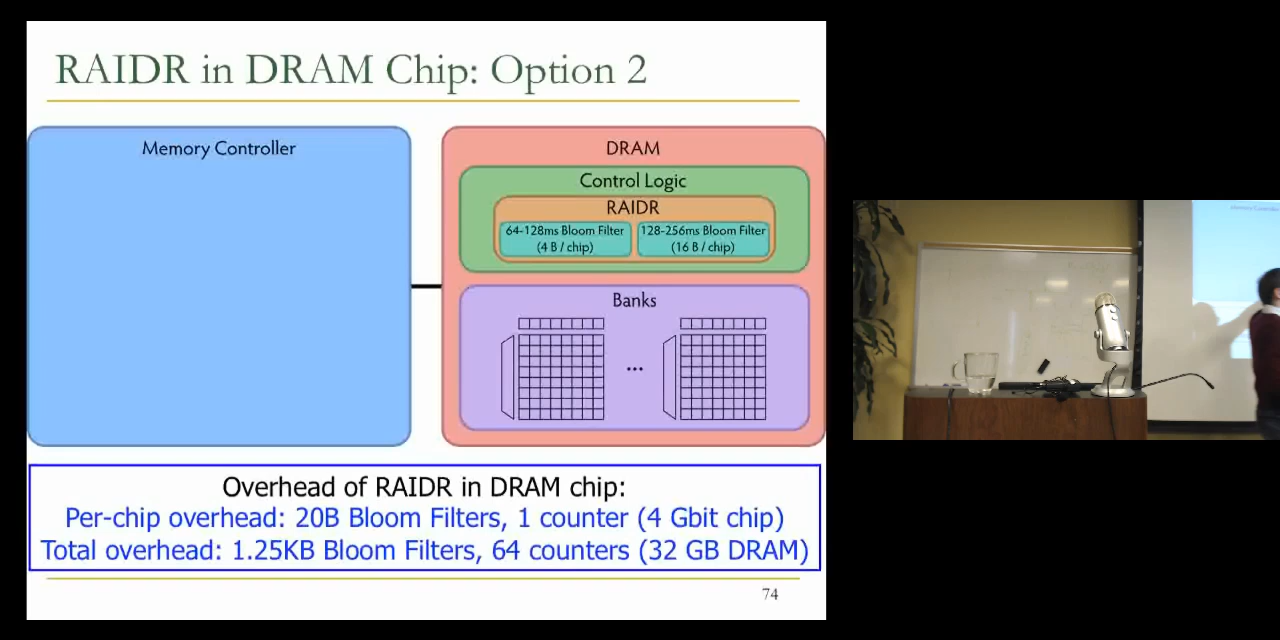 RAIDR in DRAM Chip: Option 2
Memory Controller
DRAM
Control Logic
RAIDR
64-128ms Bloom Filter
(4 B / chip)
128-256ms Bloom Filter
(16 B / chip)
Banks
...
Overhead of RAIDR in DRAM chip:
Per-chip overhead: 20B Bloom Filters, 1 counter (4 Gbit chip)
Total overhead: 1.25KB Bloom Filters, 64 counters (32 GB DRAM)
74